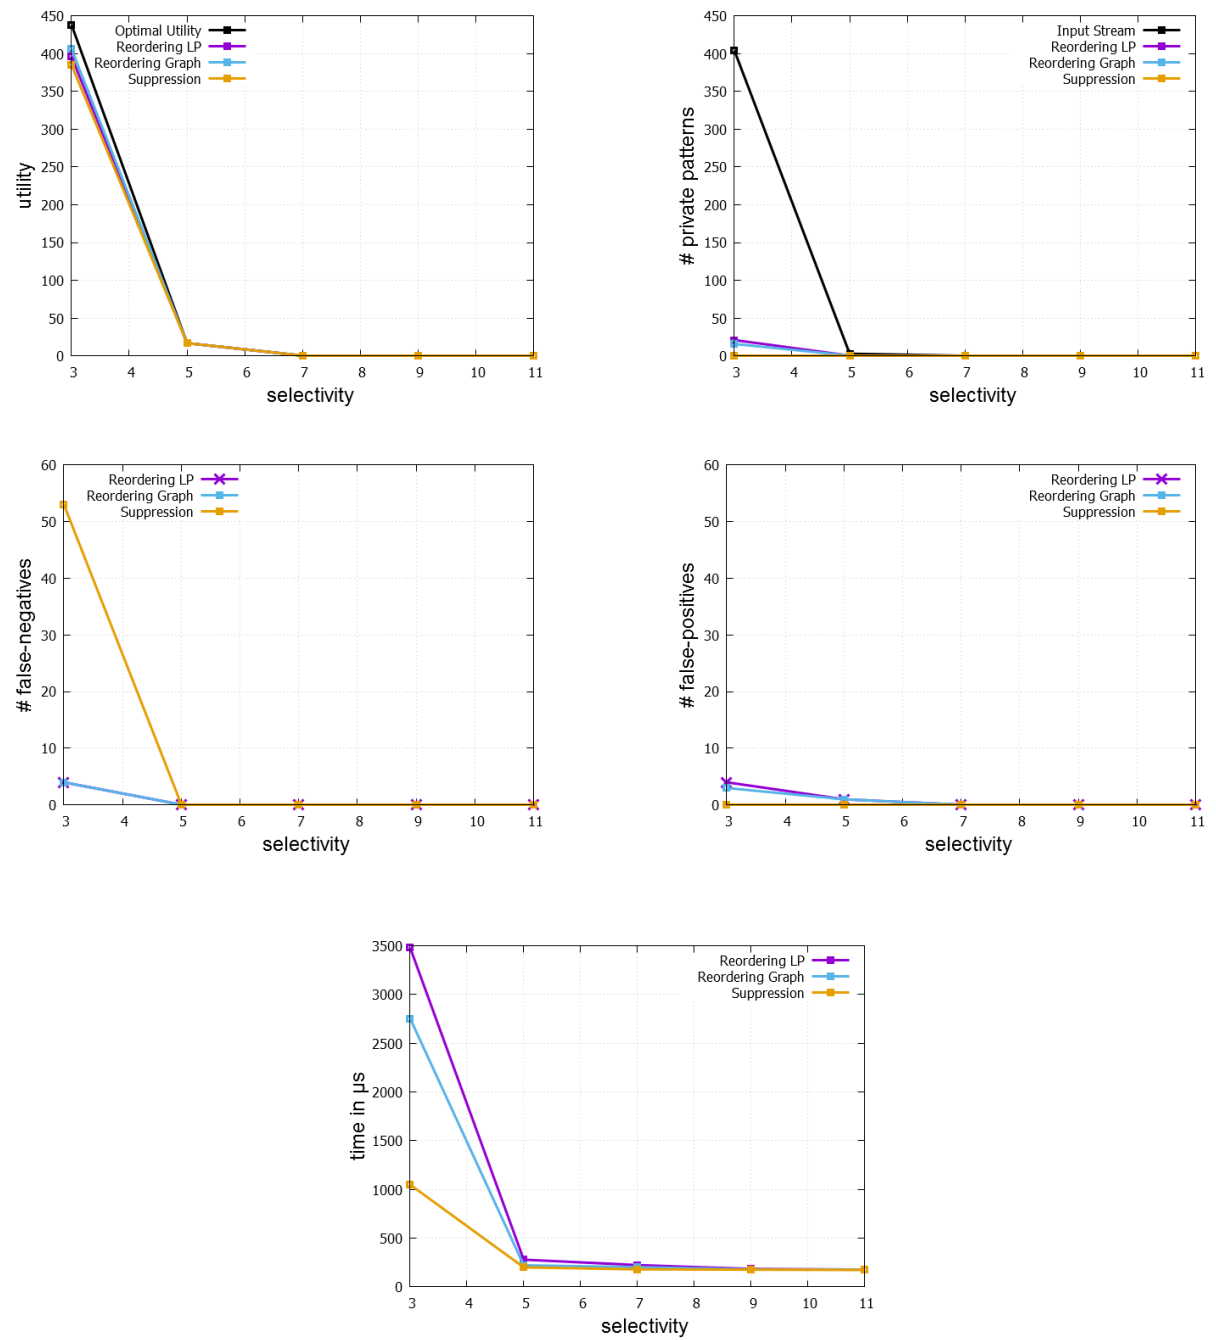 450
400
350
300
250
200
150
100
50
0
utility
Optimal Utility
Reordering LP
Reordering Graph
Suppression
3 4 5 6 7 8 9 10 11
selectivity
450
400
350
300
250
200
150
100
50
0
# private patterns
Input Stream
Reordering LP
Reordering Graph
Suppression
3 4 5 6 7 8 9 10 11
selectivity
60
50
40
30
20
10
0
# false-negatives
Reordering LP
Reordering Graph
Suppression
3 4 5 6 7 8 9 10 11
selectivity
60
50
40
30
20
10
0
# false-positives
Reordering LP
Reordering Graph
Suppression
3 4 5 6 7 8 9 10 11
selectivity
3500
3000
2500
2000
1500
1000
500
0
time in µs
Reordering LP
Reordering Graph
Suppression
3 4 5 6 7 8 9 10 11
selectivity